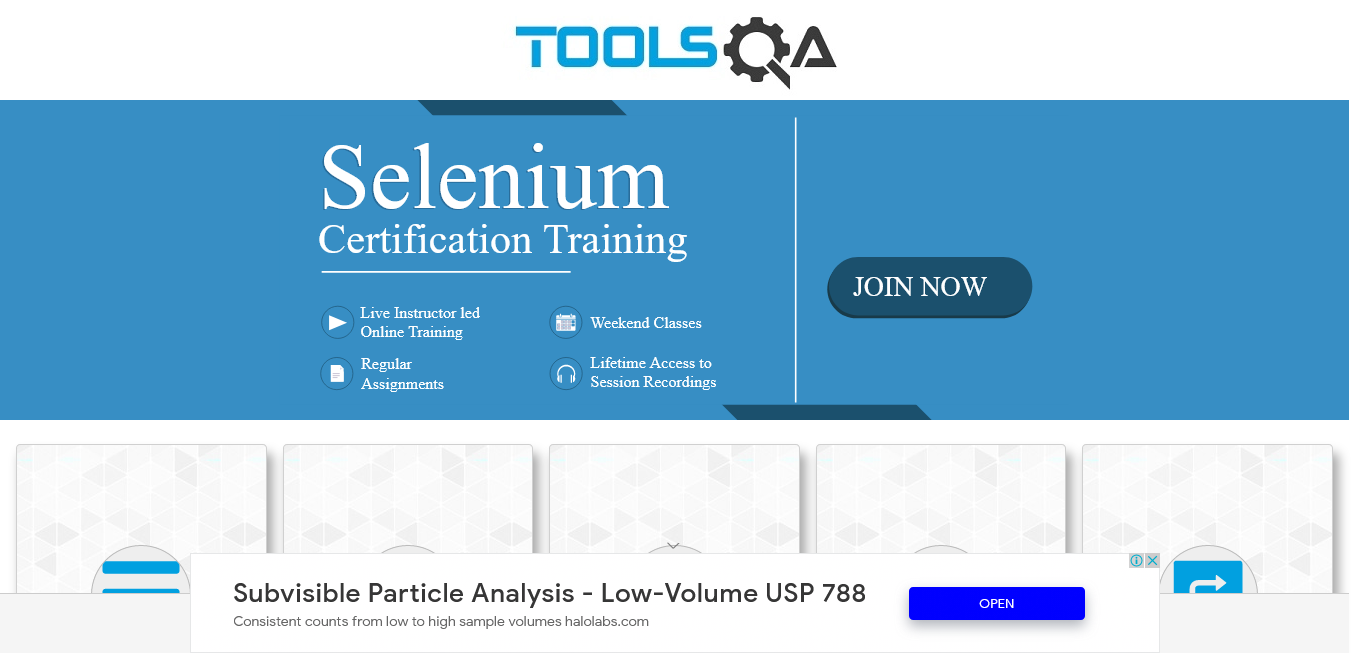 TOOLSQA
Selenium
Certification Training
Live Instructor led
Online Training
Weekend Classes
Regular
Assignments
Lifetime Access to
Session Recordings
JOIN NOW
Subvisible Particle Analysis - Low-Volume USP 788
Consistent counts from low to high sample volumes halolabs.com
OPEN